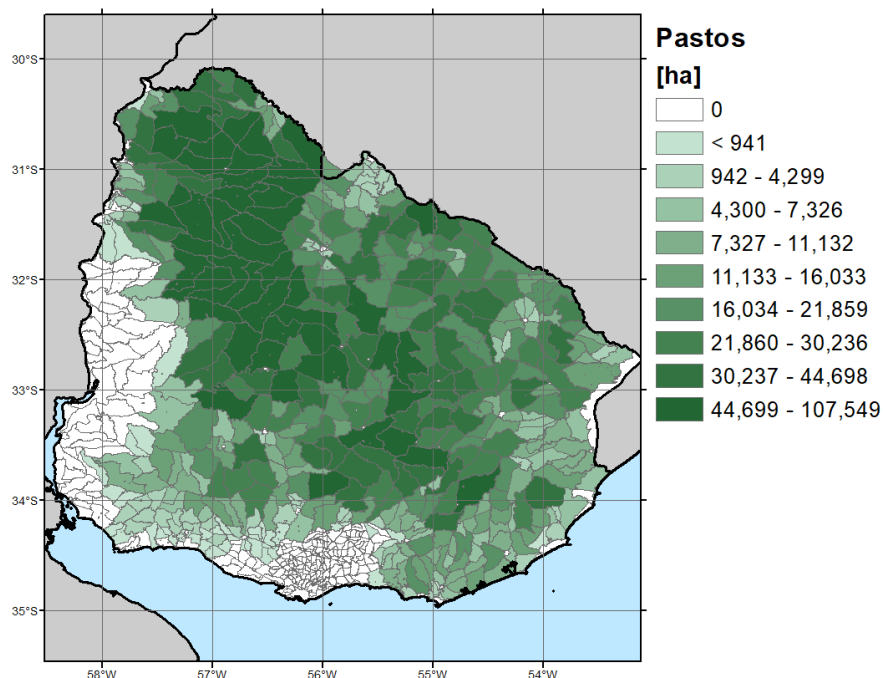 Pastos
[ha]
0
< 941
942 - 4,299
4,300 - 7,326
7,327 - 11,132
11,133 - 16,033
16,034 - 21,859
21,860 - 30,236
30,237 - 44,698
44,699 - 107,549
30°S
31°S
32°S
33°S
34°S
35°S
58°W
57°W
56°W
55°W
54°W